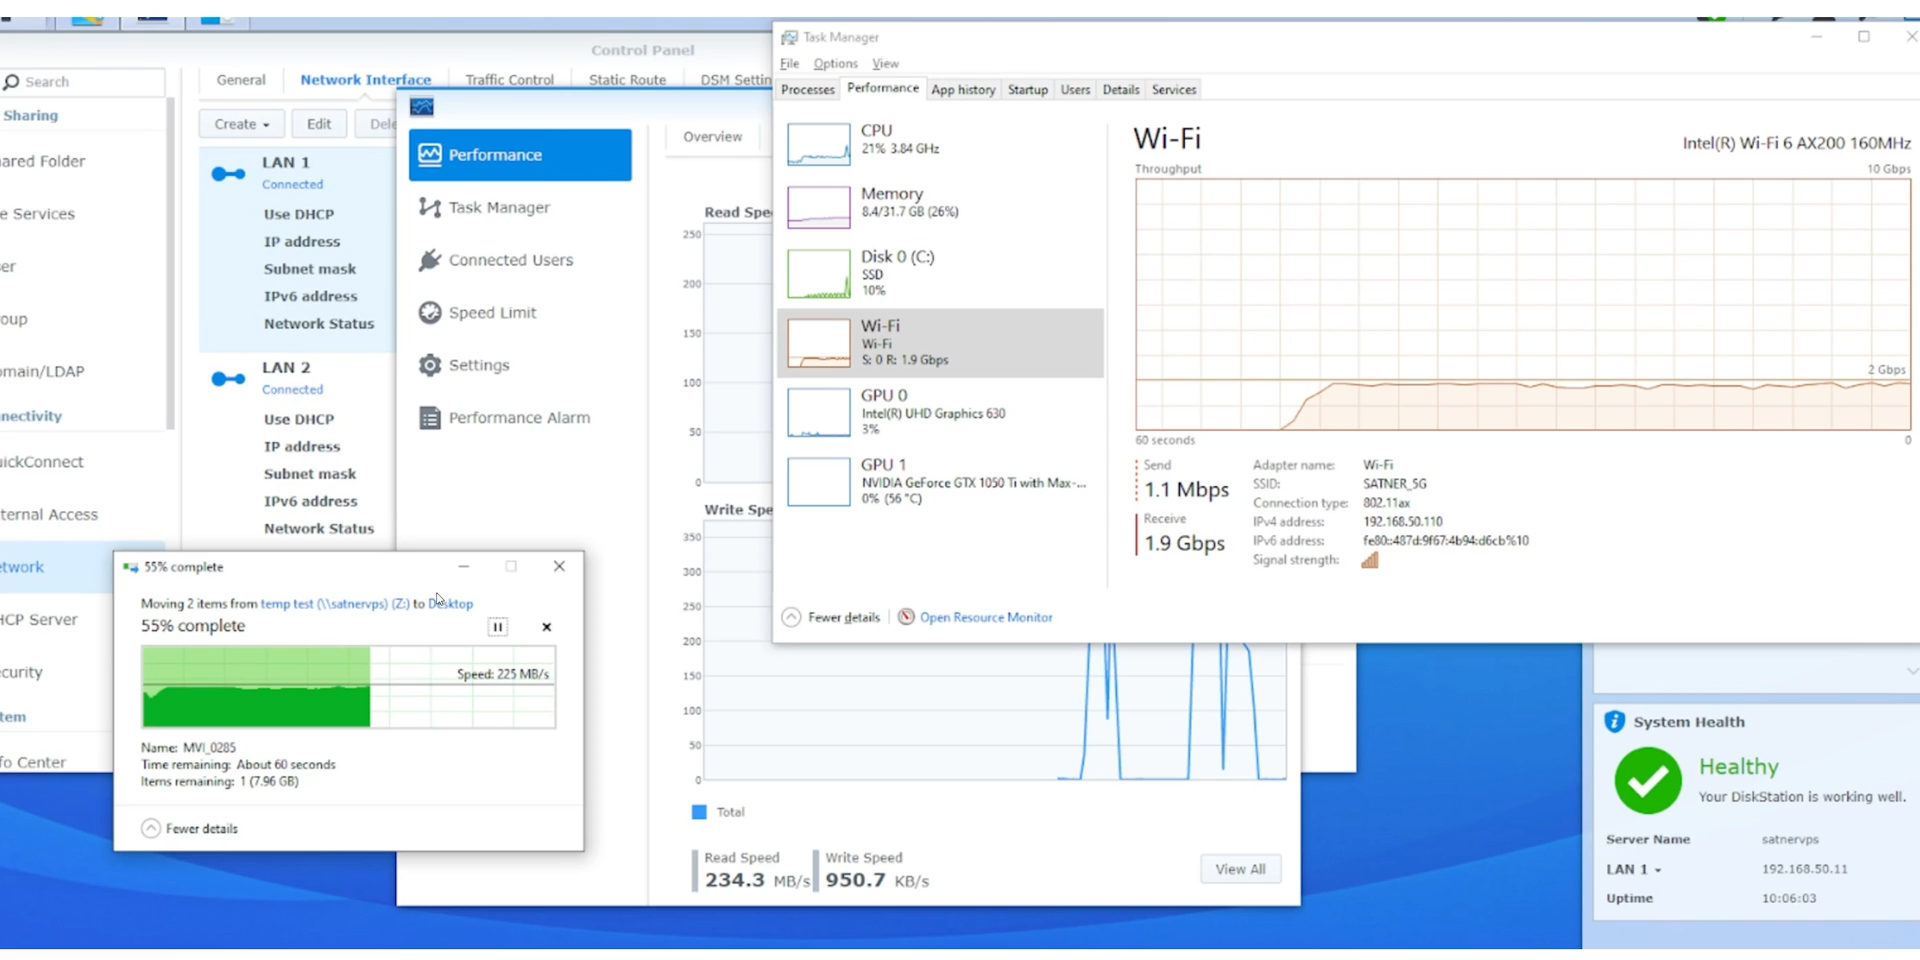 Control Panel
Search
Sharing
ared Folder
e Services
er
oup
main/LDAP
nectivity
uickConnect
ternal Access
etwork
HCP Server
curity
tem
fo Center
General
Network Interface
Traffic Control
Static Route
DSM Settin
Create
Edit
Dele
LAN 1
Connected
Use DHCP
IP address
Subnet mask
IPv6 address
Network Status
LAN 2
Connected
Use DHCP
IP address
Subnet mask
IPv6 address
Network Status
Performance
Task Manager
Connected Users
Speed Limit
Settings
Performance Alarm
Overview
Read Spe
250
200
150
100
50
0
Write Spe
350
300
250
200
150
100
50
0
Total
Read Speed
234.3 MB/s
Write Speed
950.7 KB/s
View All
Task Manager
File Options View
Processes Performance App history Startup Users Details Services
CPU
21% 3.84 GHz
Memory
8.4/31.7 GB (26%)
Disk 0 (C:)
SSD
10%
Wi-Fi
Wi-Fi
S: 0 R: 1.9 Gbps
GPU 0
Intel(R) UHD Graphics 630
3%
GPU 1
NVIDIA GeForce GTX 1050 Ti with Max-...
0% (56 °C)
Wi-Fi
Intel(R) Wi-Fi 6 AX200 160MHz
Throughput
10 Gbps
2 Gbps
60 seconds
0
Send
1.1 Mbps
Receive
1.9 Gbps
Adapter name: Wi-Fi
SSID: SATNER_5G
Connection type: 802.11ax
IPv4 address: 192.168.50.110
IPv6 address: fe80::487d:9f67:4b94:d6cb%10
Signal strength:
Fewer details
Open Resource Monitor
55% complete
Moving 2 items from temp test (\\satnervps) (Z:) to Desktop
55% complete
Speed: 225 MB/s
Name: MVI_0285
Time remaining: About 60 seconds
Items remaining: 1 (7.96 GB)
Fewer details
System Health
Healthy
Your DiskStation is working well.
Server Name satnervps
LAN 1 192.168.50.11
Uptime 10:06:03